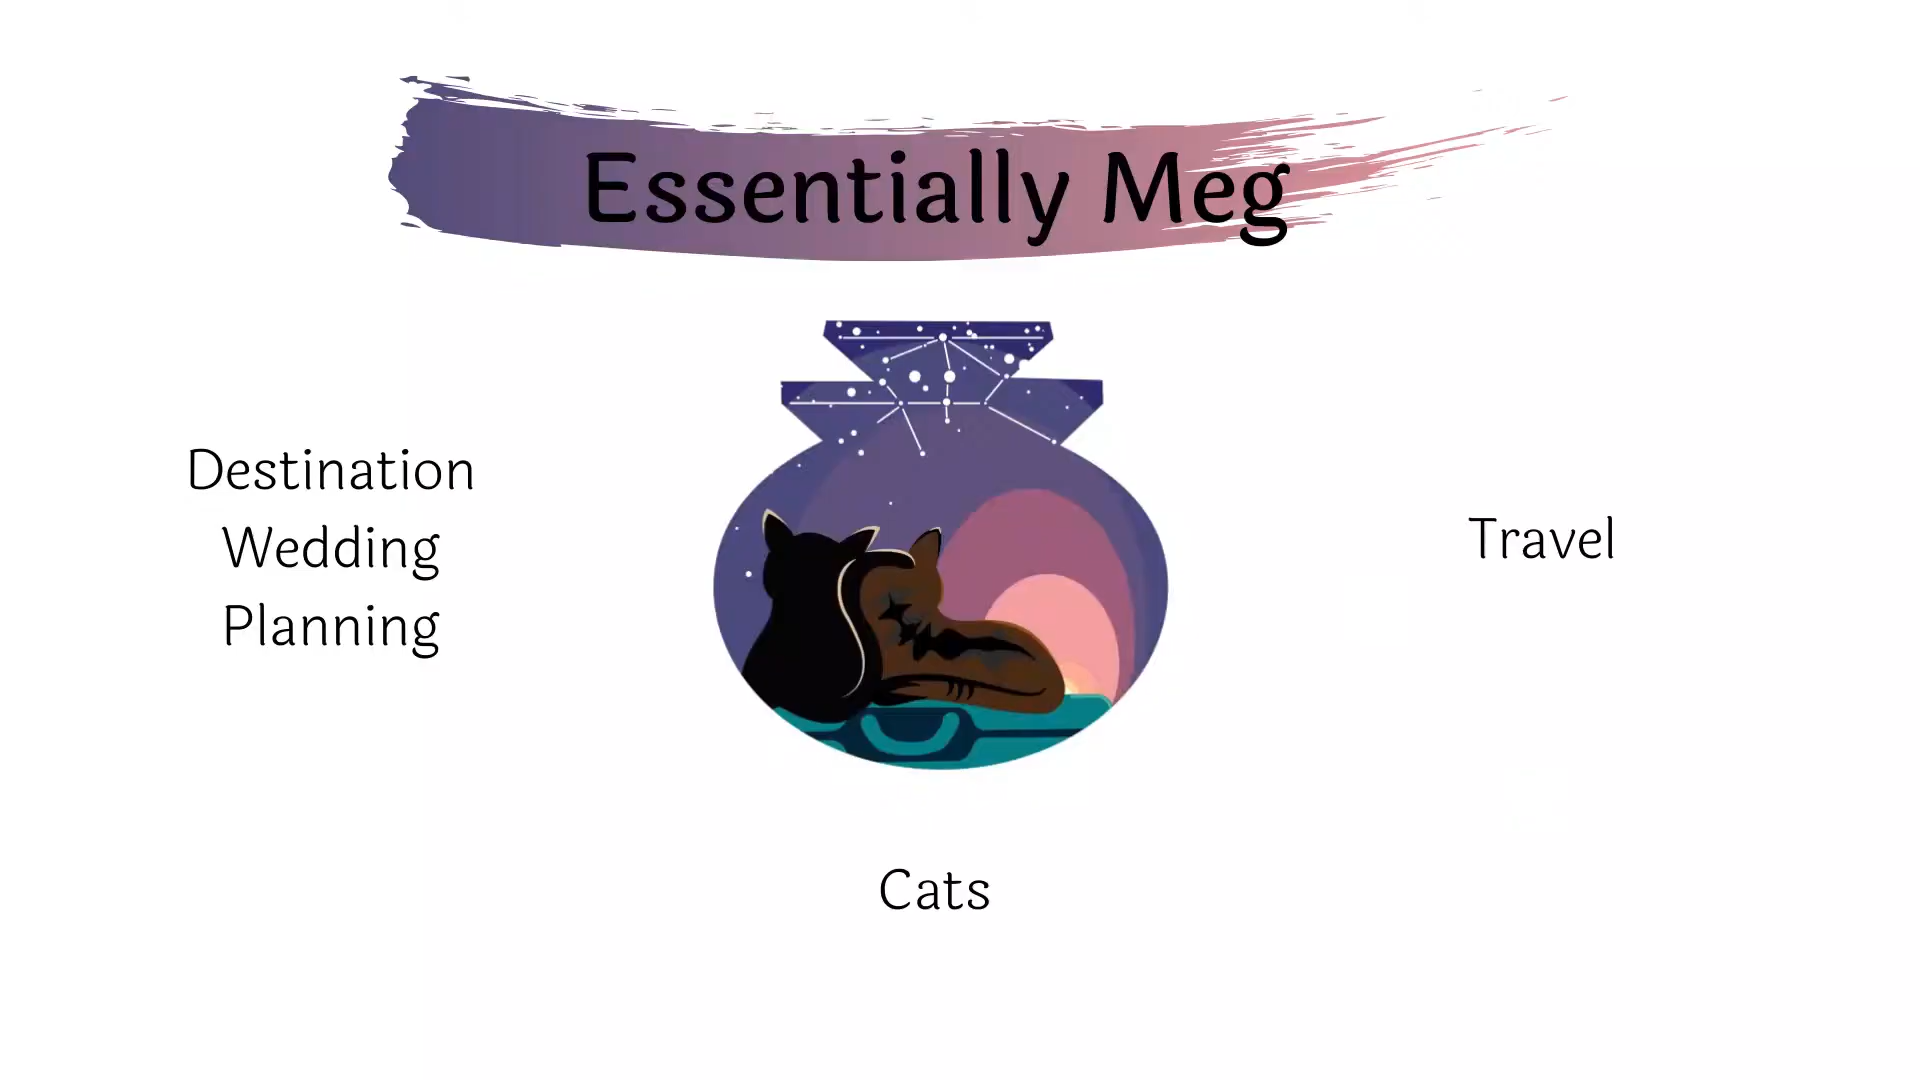 Essentially Meg
Destination
Wedding
Planning
Travel
Cats